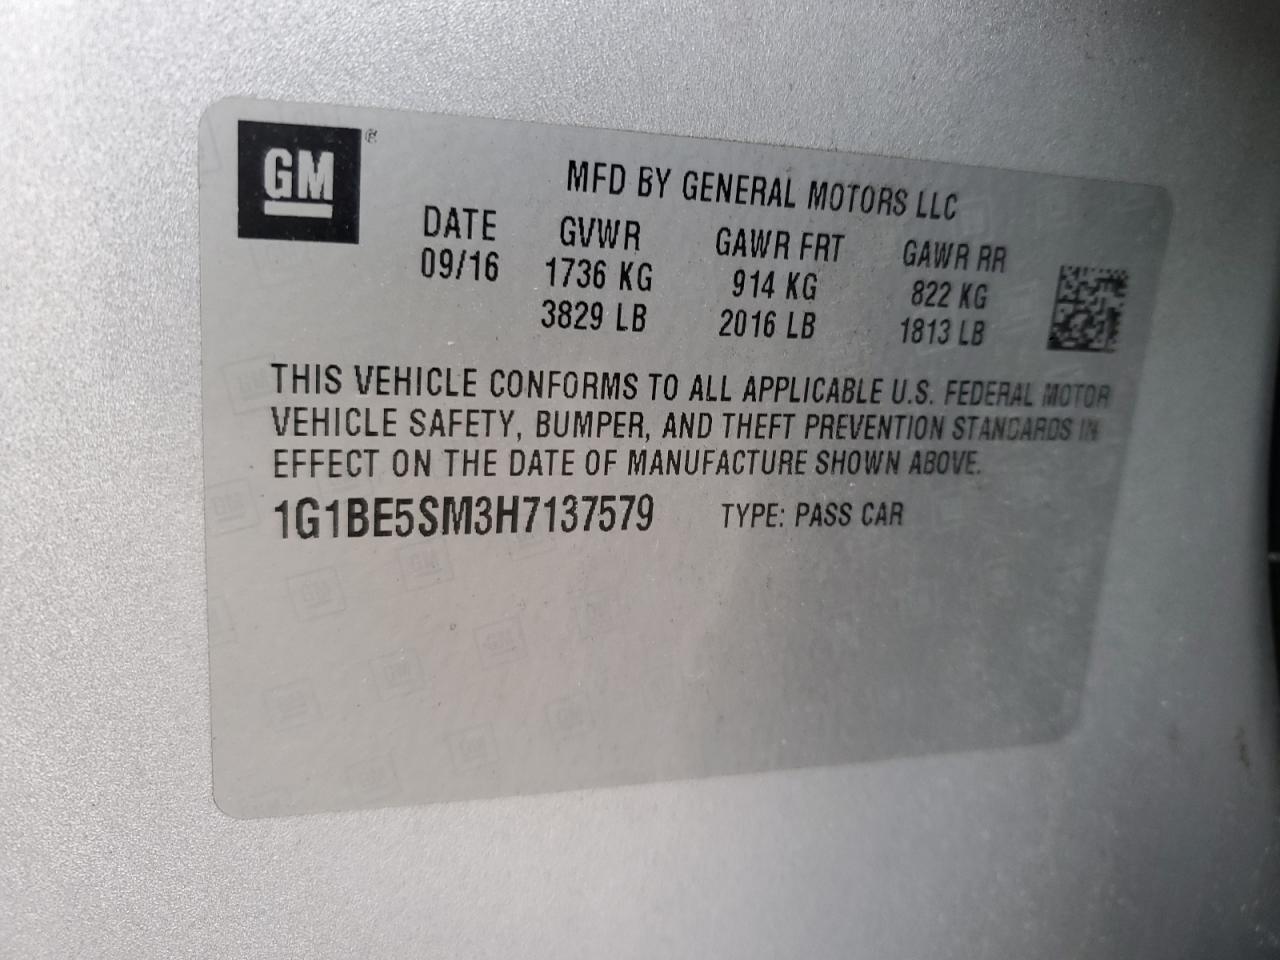 GM ®
MFD BY GENERAL MOTORS LLC
DATE GVWR GAWR FRT GAWR RR
09/16 1736 KG 914 KG 822 KG
3829 LB 2016 LB 1813 LB
THIS VEHICLE CONFORMS TO ALL APPLICABLE U.S. FEDERAL MOTOR
VEHICLE SAFETY, BUMPER, AND THEFT PREVENTION STANDARDS IN
EFFECT ON THE DATE OF MANUFACTURE SHOWN ABOVE.
1G1BE5SM3H7137579 TYPE: PASS CAR